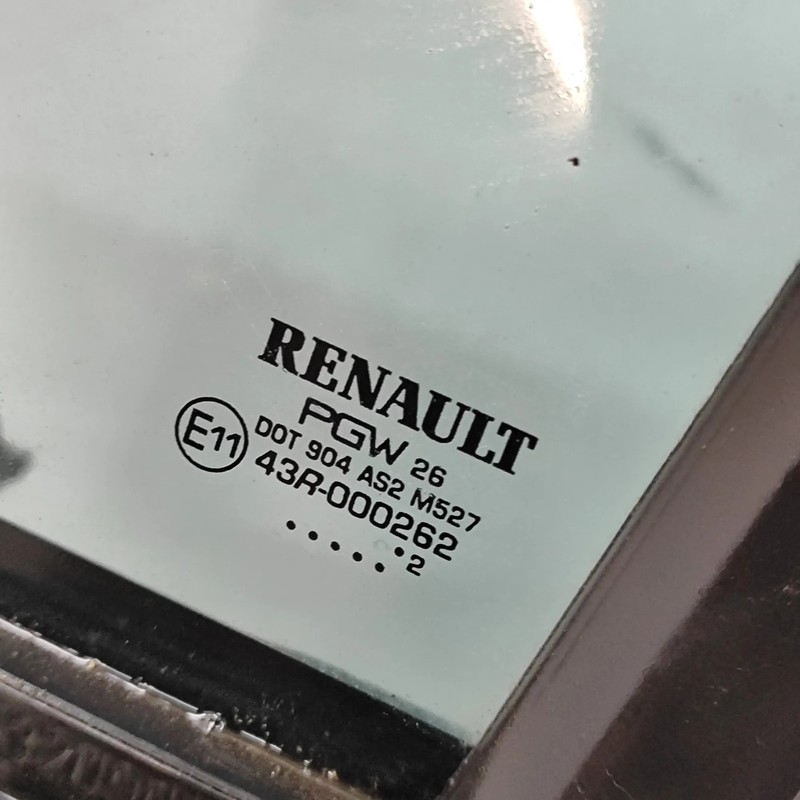 RENAULT
PGW 26
E11
DOT 904 AS2 M527
43R-000262
.....•2